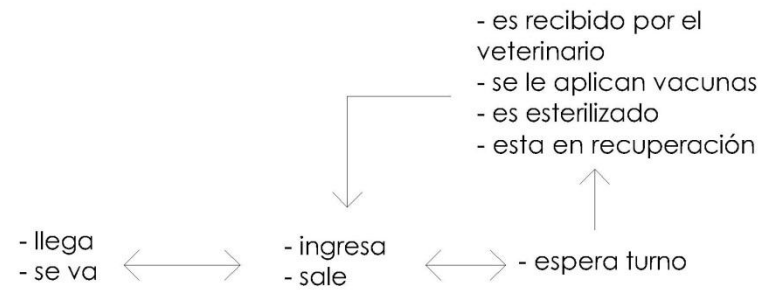 - es recibido por el
veterinario
- se le aplican vacunas
- es esterilizado
- esta en recuperación
- llega
- se va
- ingresa
- sale
- espera turno